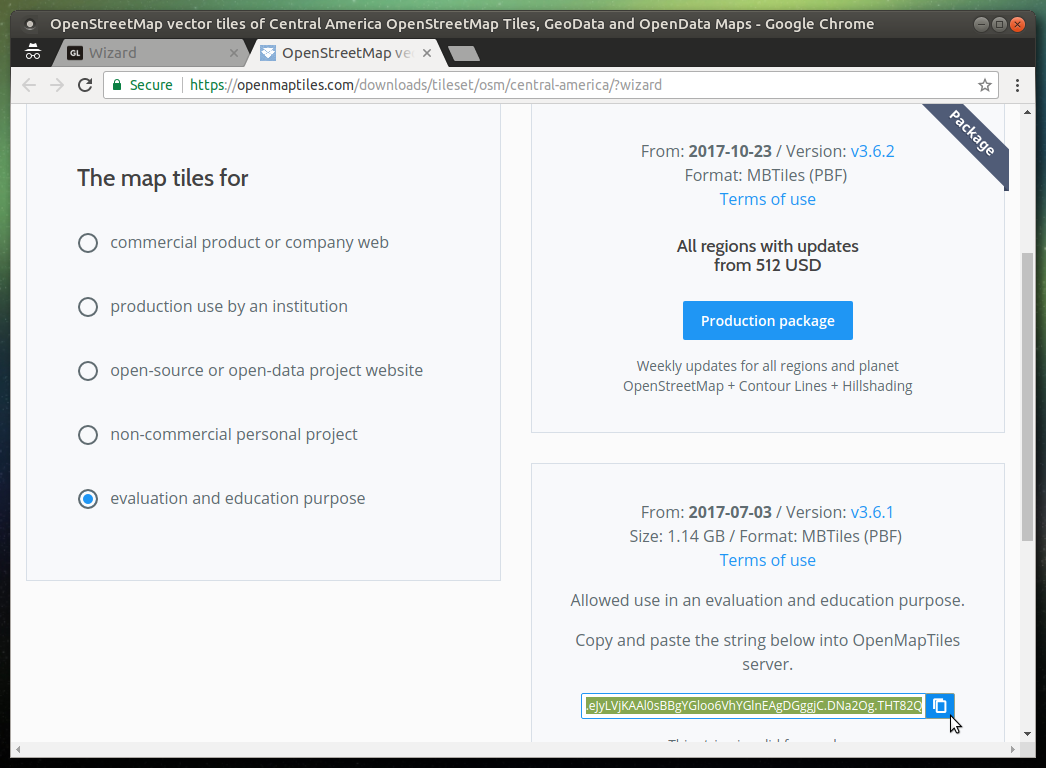 OpenStreetMap vector tiles of Central America OpenStreetMap Tiles, GeoData and OpenData Maps - Google Chrome
GL Wizard
OpenStreetMap vec
Secure https://openmaptiles.com/downloads/tileset/osm/central-america/?wizard
The map tiles for
commercial product or company web
production use by an institution
open-source or open-data project website
non-commercial personal project
evaluation and education purpose
Package
From: 2017-10-23 / Version: v3.6.2
Format: MBTiles (PBF)
Terms of use
All regions with updates
from 512 USD
Production package
Weekly updates for all regions and planet
OpenStreetMap + Contour Lines + Hillshading
From: 2017-07-03 / Version: v3.6.1
Size: 1.14 GB / Format: MBTiles (PBF)
Terms of use
Allowed use in an evaluation and education purpose.
Copy and paste the string below into OpenMapTiles
server.